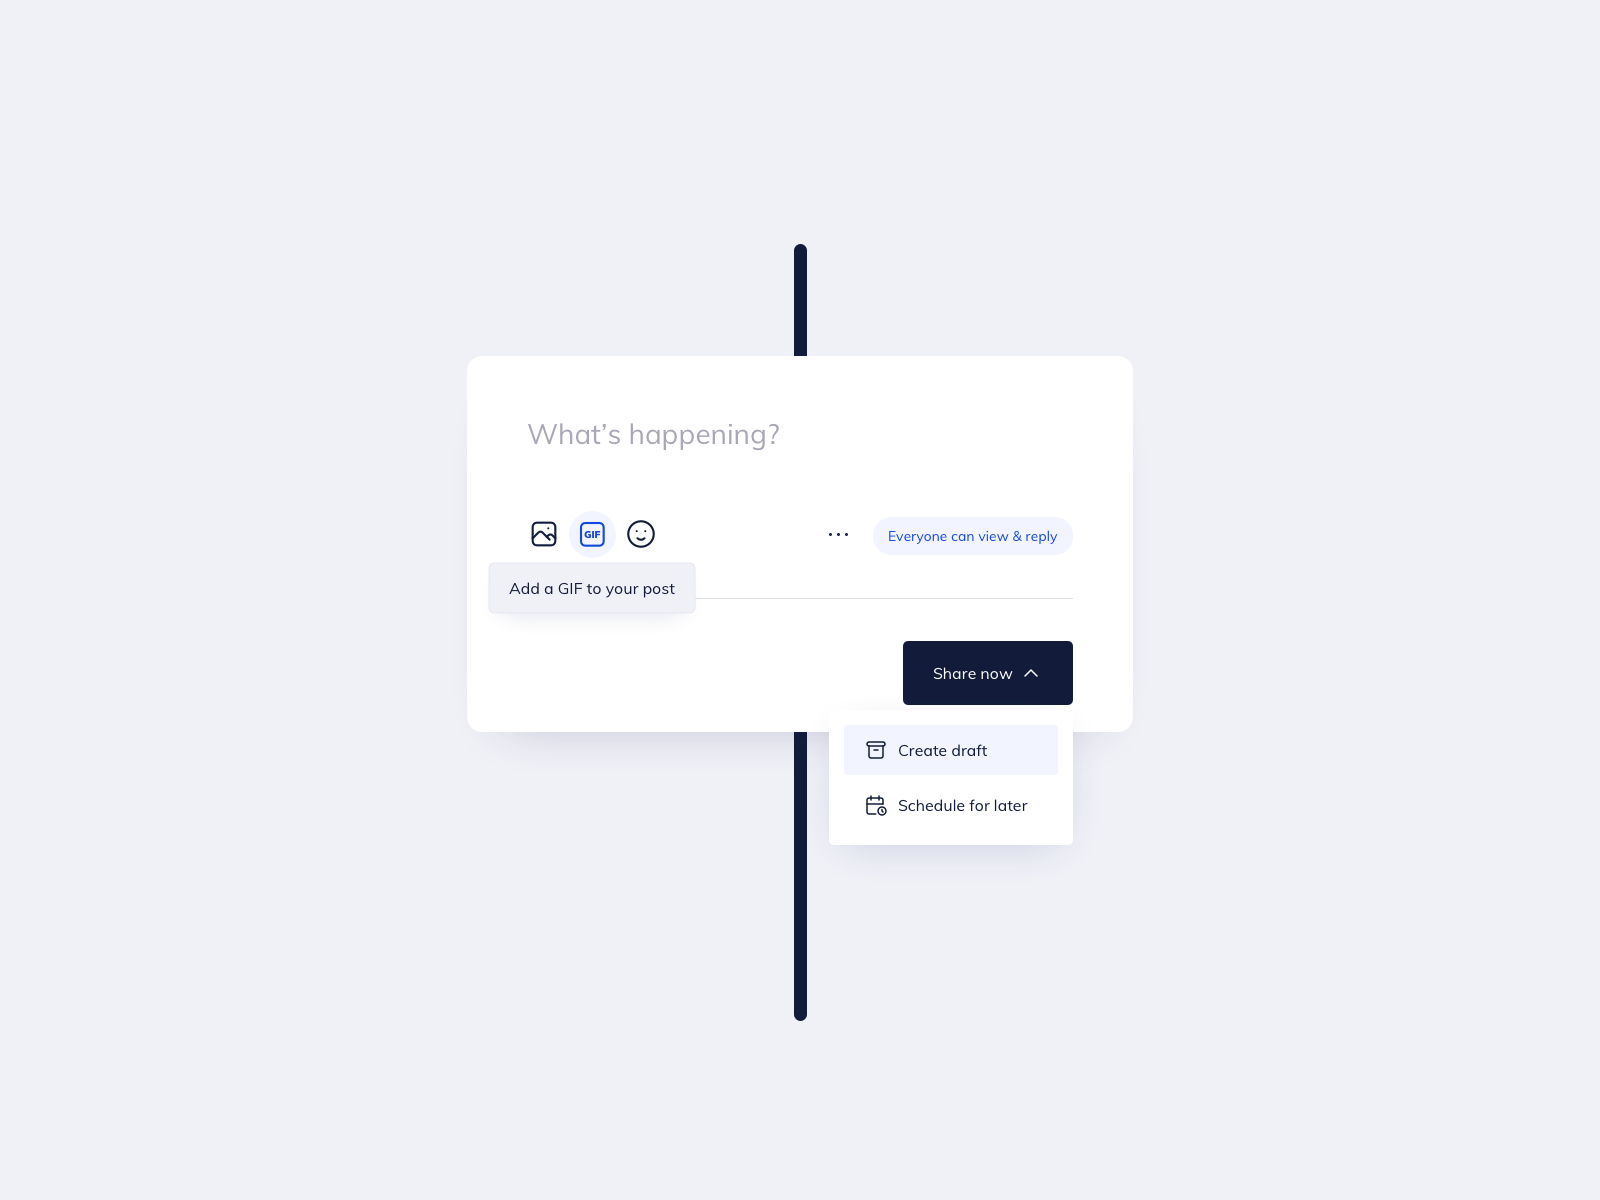 What’s happening?
GIF
Everyone can view & reply
Add a GIF to your post
Share now
Create draft
Schedule for later